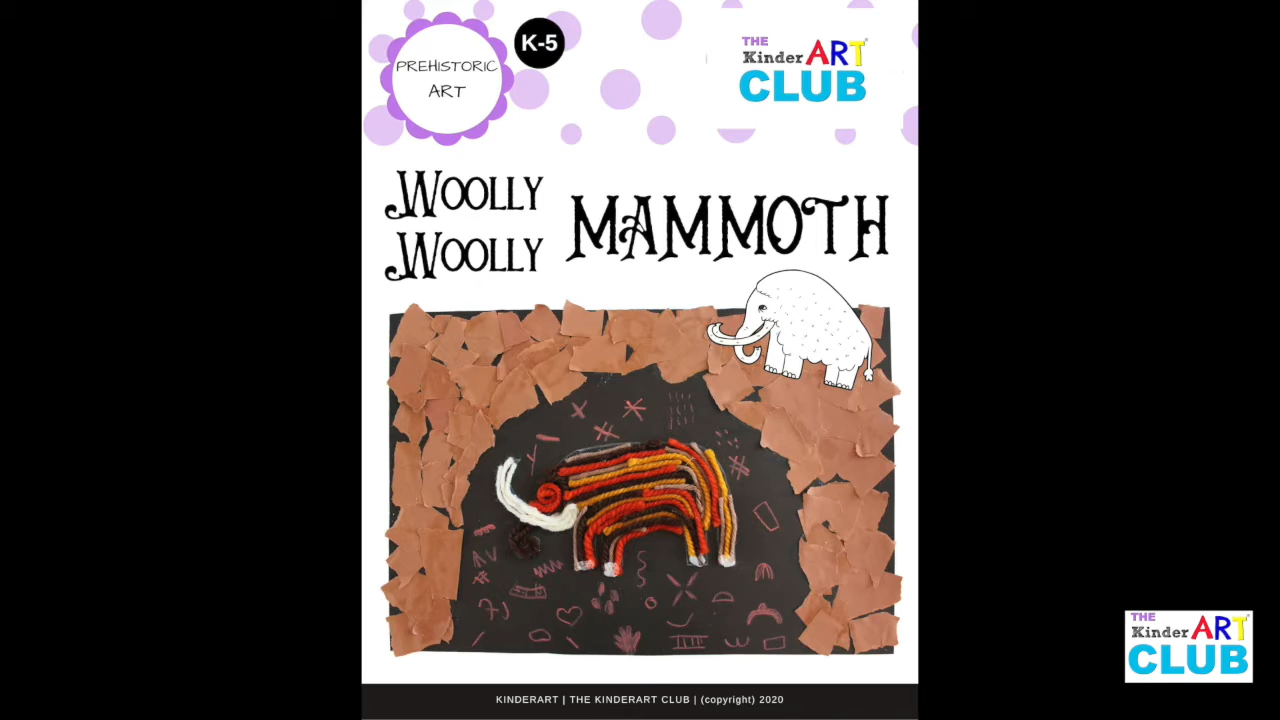 PREHISTORIC
ART
K-5
THE
Kinder ART
CLUB
WOOLLY
WOOLLY
MAMMOTH
KINDERART | THE KINDERART CLUB | (copyright) 2020
THE
Kinder ART
CLUB